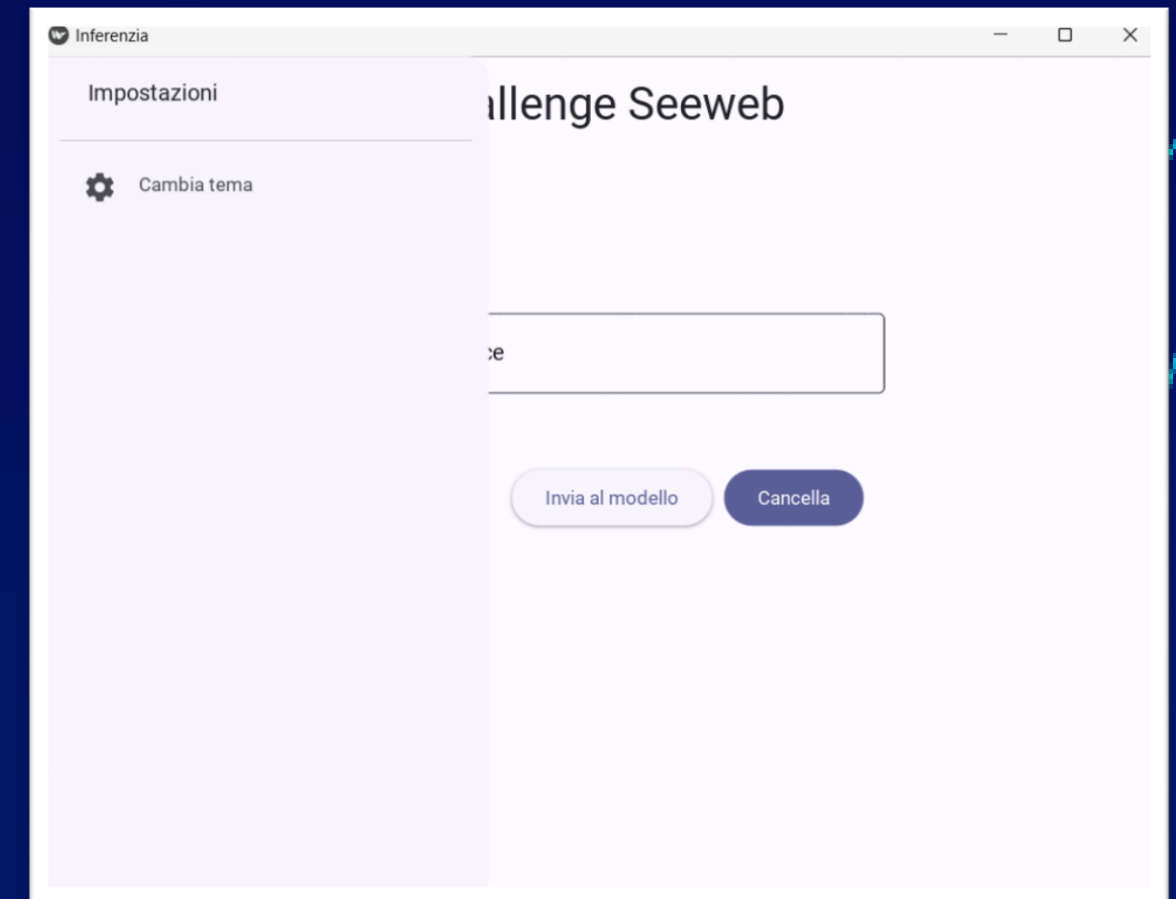 Inferenzia
Impostazioni
allenge Seeweb
Cambia tema
ce
Invia al modello
Cancella